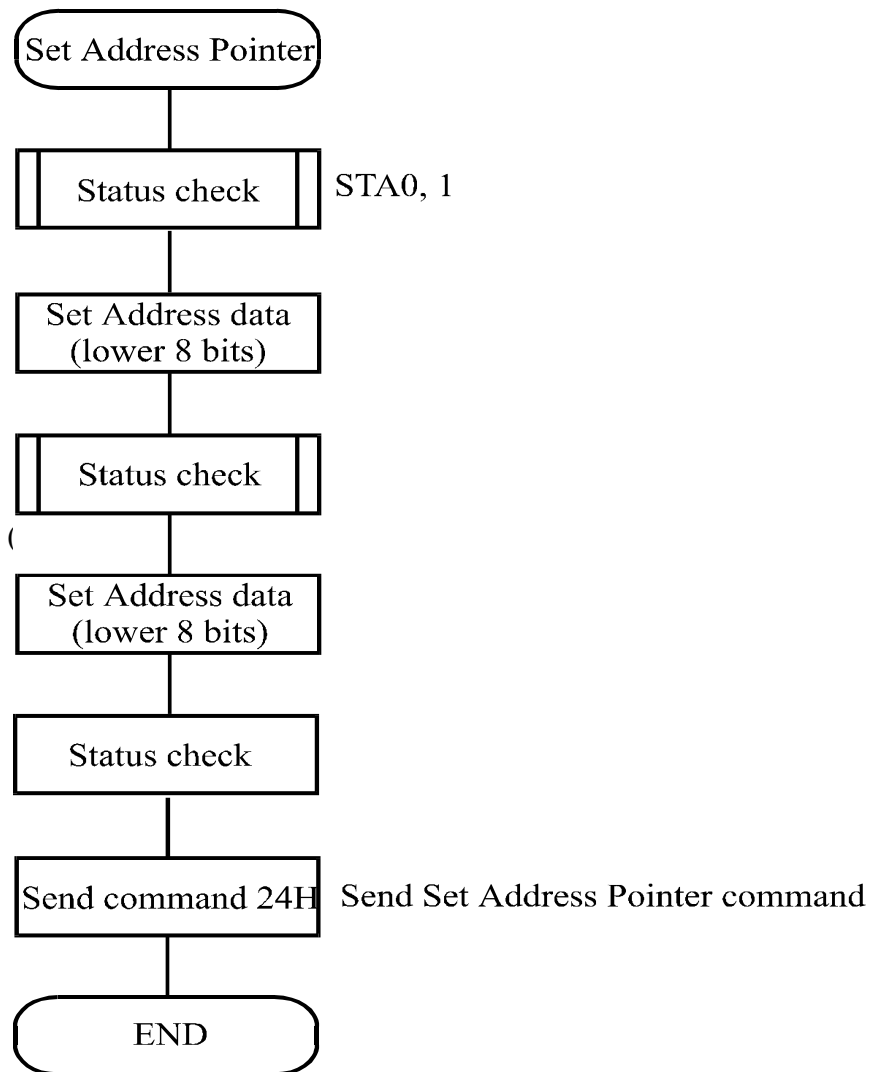 Set Address Pointer
Status check
STA0, 1
Set Address data
(lower 8 bits)
Status check
(
Set Address data
(lower 8 bits)
Status check
Send command 24H
Send Set Address Pointer command
END